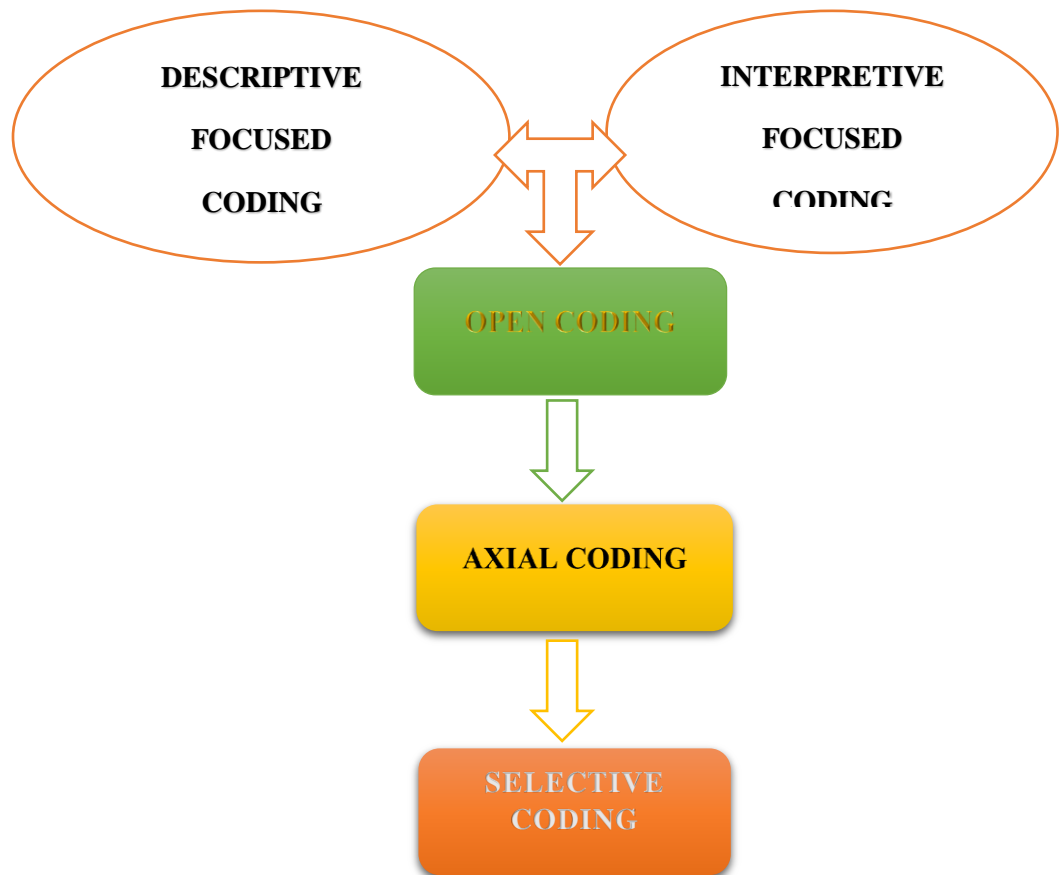 DESCRIPTIVE
FOCUSED
CODING
INTERPRETIVE
FOCUSED
CODING
OPEN CODING
AXIAL CODING
SELECTIVE
CODING